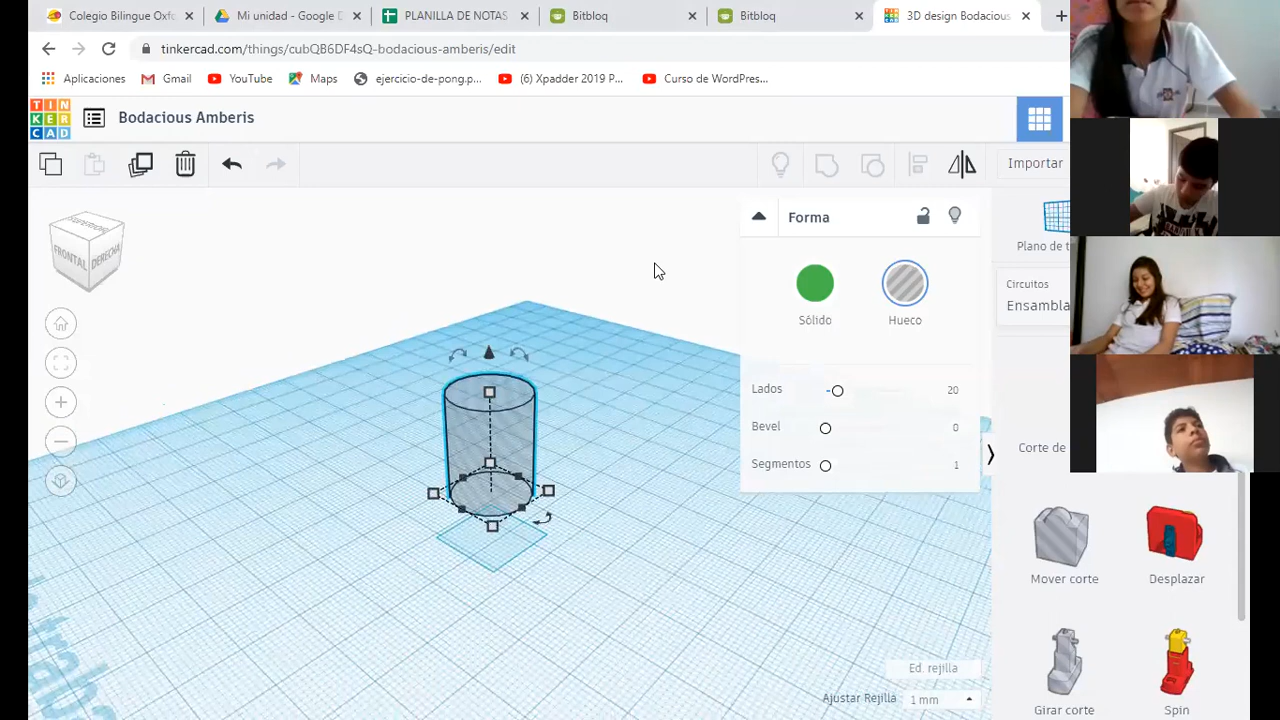 Colegio Bilingue Oxfo
Mi unidad - Google D
PLANILLA DE NOTAS
Bitbloq
Bitbloq
3D design Bodacious
tinkercad.com/things/cubQB6DF4sQ-bodacious-amberis/edit
Aplicaciones
Gmail
YouTube
Maps
ejercicio-de-pong.p...
(6) Xpadder 2019 P...
Curso de WordPres...
TIN
KER
CAD
Bodacious Amberis
Importar
FRONTAL
DERECHA
Forma
Plano de t
Sólido
Hueco
Circuitos
Ensambla
Lados
20
Bevel
0
Segmentos
1
Corte de
Mover corte
Desplazar
Ed. rejilla
Ajustar Rejilla
1 mm
Girar corte
Spin